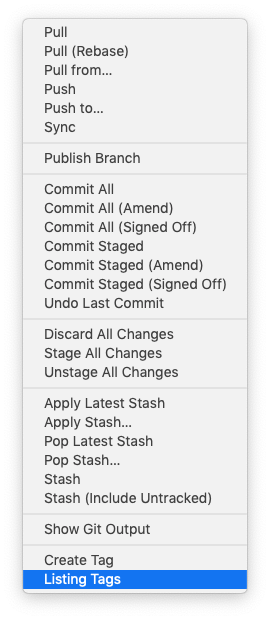 Pull
Pull (Rebase)
Pull from...
Push
Push to...
Sync
Publish Branch
Commit All
Commit All (Amend)
Commit All (Signed Off)
Commit Staged
Commit Staged (Amend)
Commit Staged (Signed Off)
Undo Last Commit
Discard All Changes
Stage All Changes
Unstage All Changes
Apply Latest Stash
Apply Stash...
Pop Latest Stash
Pop Stash...
Stash
Stash (Include Untracked)
Show Git Output
Create Tag
Listing Tags